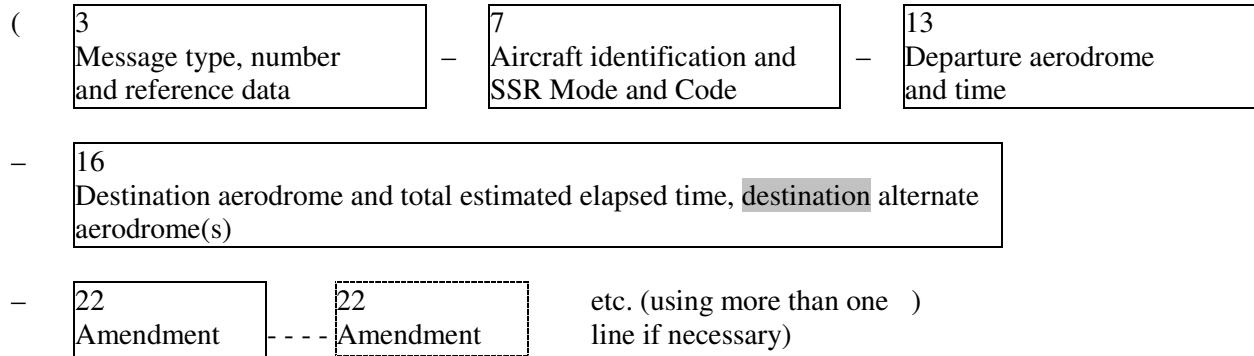 ( 3 7 13
Message type, number – Aircraft identification and – Departure aerodrome
and reference data SSR Mode and Code and time
– 16
Destination aerodrome and total estimated elapsed time, destination alternate
aerodrome(s)
– 22 22 etc. (using more than one )
Amendment - - - - Amendment line if necessary)